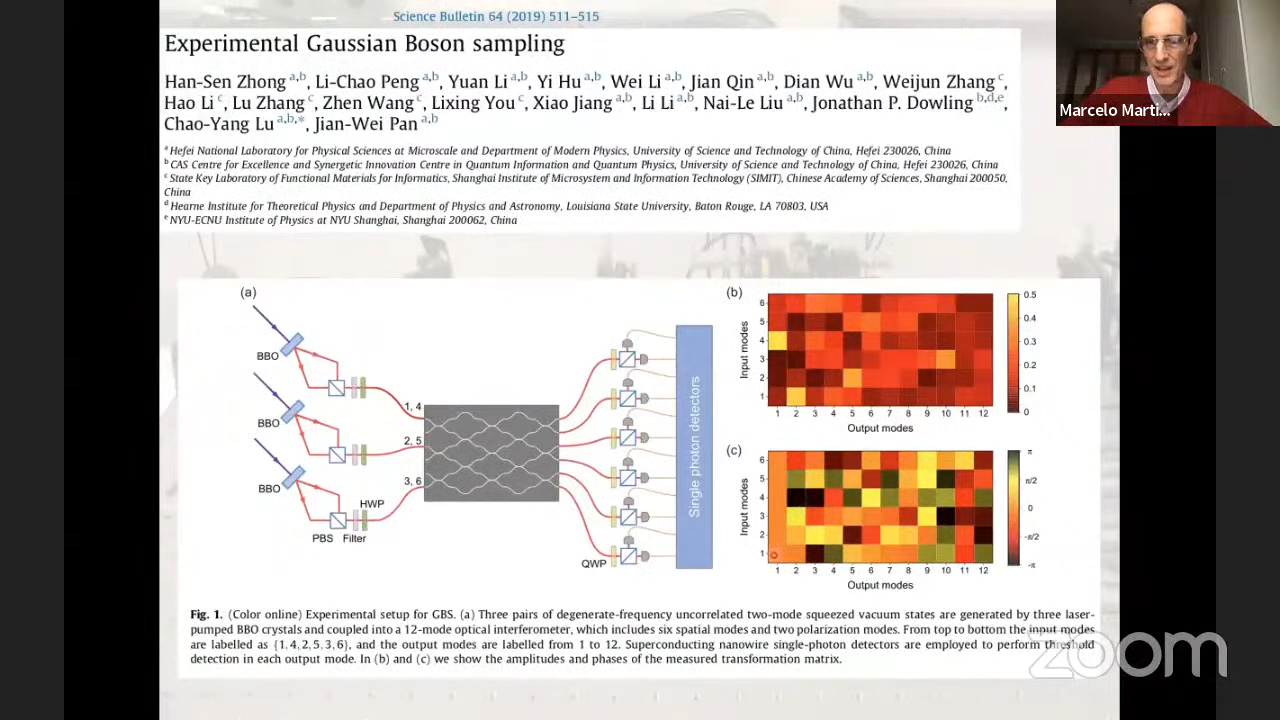 Science Bulletin 64 (2019) 511–515
Experimental Gaussian Boson sampling
Han-Sen Zhong a,b, Li-Chao Peng a,b, Yuan Li a,b, Yi Hu a,b, Wei Li a,b, Jian Qin a,b, Dian Wu a,b, Weijun Zhang c,
Hao Li c, Lu Zhang c, Zhen Wang c, Lixing You c, Xiao Jiang a,b, Li Li a,b, Nai-Le Liu a,b, Jonathan P. Dowling b,d,e,
Chao-Yang Lu a,b,*, Jian-Wei Pan a,b
a Hefei National Laboratory for Physical Sciences at Microscale and Department of Modern Physics, University of Science and Technology of China, Hefei 230026, China
b CAS Centre for Excellence and Synergetic Innovation Centre in Quantum Information and Quantum Physics, University of Science and Technology of China, Hefei 230026, China
c State Key Laboratory of Functional Materials for Informatics, Shanghai Institute of Microsystem and Information Technology (SIMIT), Chinese Academy of Sciences, Shanghai 200050,
China
d Hearne Institute for Theoretical Physics and Department of Physics and Astronomy, Louisiana State University, Baton Rouge, LA 70803, USA
e NYU-ECNU Institute of Physics at NYU Shanghai, Shanghai 200062, China
Marcelo Marti...
(a)
BBO
BBO
BBO
PBS
Filter
HWP
1, 4
2, 5
3, 6
QWP
Single photon detectors
(b)
Input modes
6
5
4
3
2
1
1 2 3 4 5 6 7 8 9 10 11 12
Output modes
0.5
0.4
0.3
0.2
0.1
0
(c)
Input modes
6
5
4
3
2
1
1 2 3 4 5 6 7 8 9 10 11 12
Output modes
π
π/2
0
-π/2
-π
Fig. 1. (Color online) Experimental setup for GBS. (a) Three pairs of degenerate-frequency uncorrelated two-mode squeezed vacuum states are generated by three laser-
pumped BBO crystals and coupled into a 12-mode optical interferometer, which includes six spatial modes and two polarization modes. From top to bottom the input modes
are labelled as {1, 4, 2, 5, 3, 6}, and the output modes are labelled from 1 to 12. Superconducting nanowire single-photon detectors are employed to perform threshold
detection in each output mode. In (b) and (c) we show the amplitudes and phases of the measured transformation matrix.
zoom